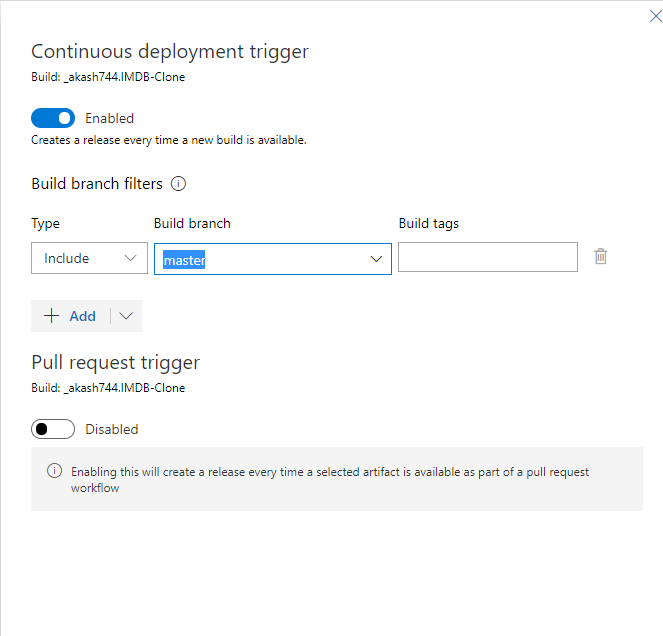 Continuous deployment trigger
Build: _akash744.IMDB-Clone
Enabled
Creates a release every time a new build is available.
Build branch filters
Type Build branch Build tags
Include master
Add
Pull request trigger
Build: _akash744.IMDB-Clone
Disabled
Enabling this will create a release every time a selected artifact is available as part of a pull request
workflow